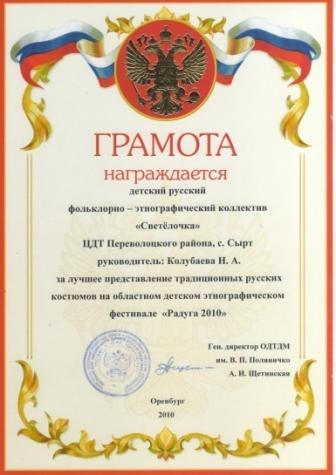 ГРАМОТА
награждается
детский русский
фольклорно – этнографический коллектив
«Светёлочка»
ЦДТ Переволоцкого района, с. Сырт
руководитель: Колубаева Н. А.
за лучшее представление традиционных русских
костюмов на областном детском этнографическом
фестивале «Радуга 2010»
Ген. директор ОДТДМ
им. В. П. Поляничко
А. И. Щетинская
Оренбург
2010